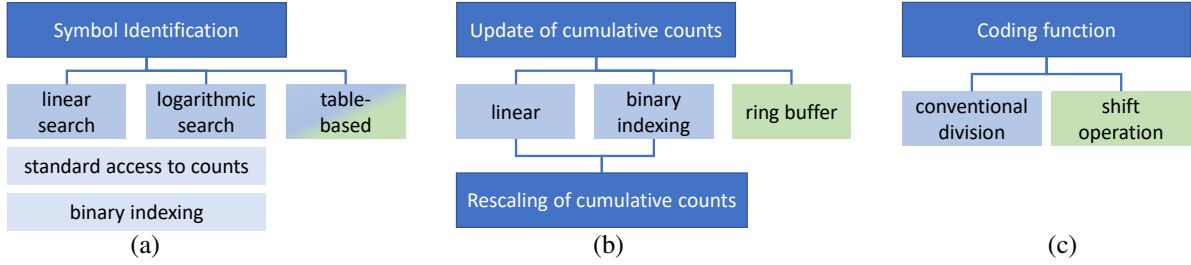 Symbol Identification
linear
search
logarithmic
search
table-
based
standard access to counts
binary indexing
(a)
Update of cumulative counts
linear
binary
indexing
ring buffer
Rescaling of cumulative counts
(b)
Coding function
conventional
division
shift
operation
(c)